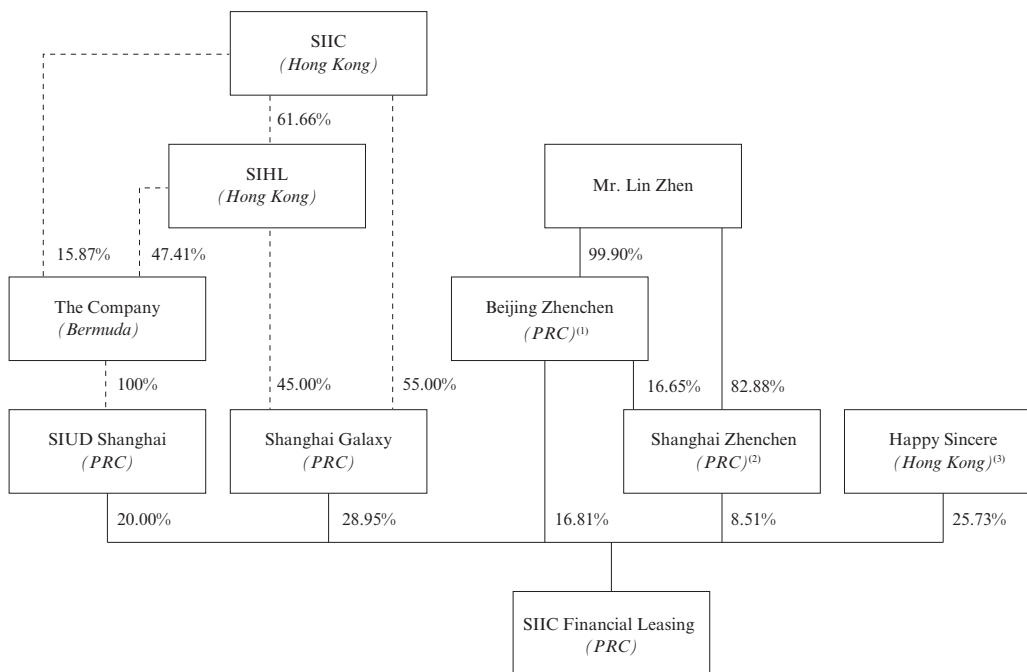 SIIC
(Hong Kong)
61.66%
SIHL
(Hong Kong)
Mr. Lin Zhen
15.87%
47.41%
99.90%
The Company
(Bermuda)
Beijing Zhenchen
(PRC)(1)
100%
45.00%
55.00%
16.65%
82.88%
SIUD Shanghai
(PRC)
Shanghai Galaxy
(PRC)
Shanghai Zhenchen
(PRC)(2)
Happy Sincere
(Hong Kong)(3)
20.00%
28.95%
16.81%
8.51%
25.73%
SIIC Financial Leasing
(PRC)